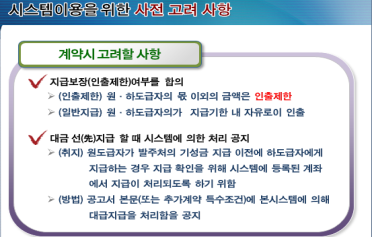 시스템이용을 위한 사전 고려 사항
계약시 고려할 사항
지급보장(인출제한)여부를 합의
(인출제한) 원·하도급자의 몫 이외의 금액은 인출제한
(일반지급) 원·하도급자의가 지급기한 내 자유로이 인출
대금 선(先)지급 할 때 시스템에 의한 처리 공지
(취지) 원도급자가 발주처의 기성금 지급 이전에 하도급자에게
지급하는 경우 지급 확인을 위해 시스템에 등록된 계좌
에서 지급이 처리되도록 하기 위함
(방법) 공고서 본문(또는 추가계약 특수조건)에 본시스템에 의해
대급지급을 처리함을 공지